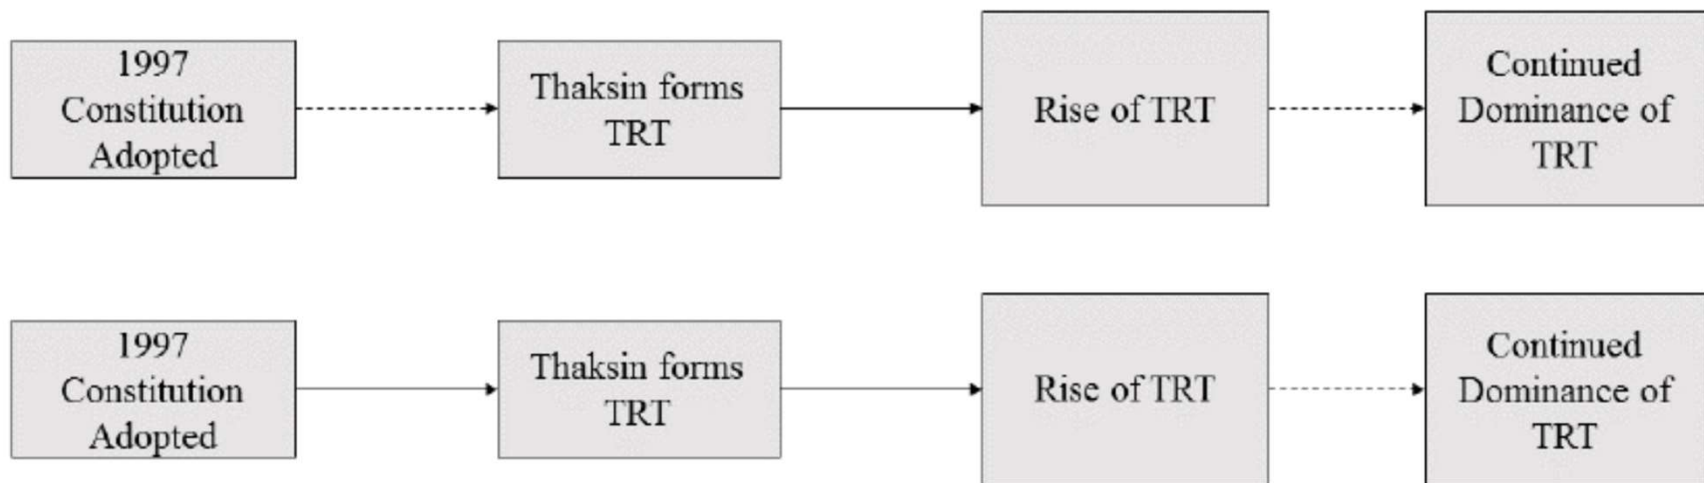 1997
Constitution
Adopted
Thaksin forms
TRT
Rise of TRT
Continued
Dominance of
TRT
1997
Constitution
Adopted
Thaksin forms
TRT
Rise of TRT
Continued
Dominance of
TRT